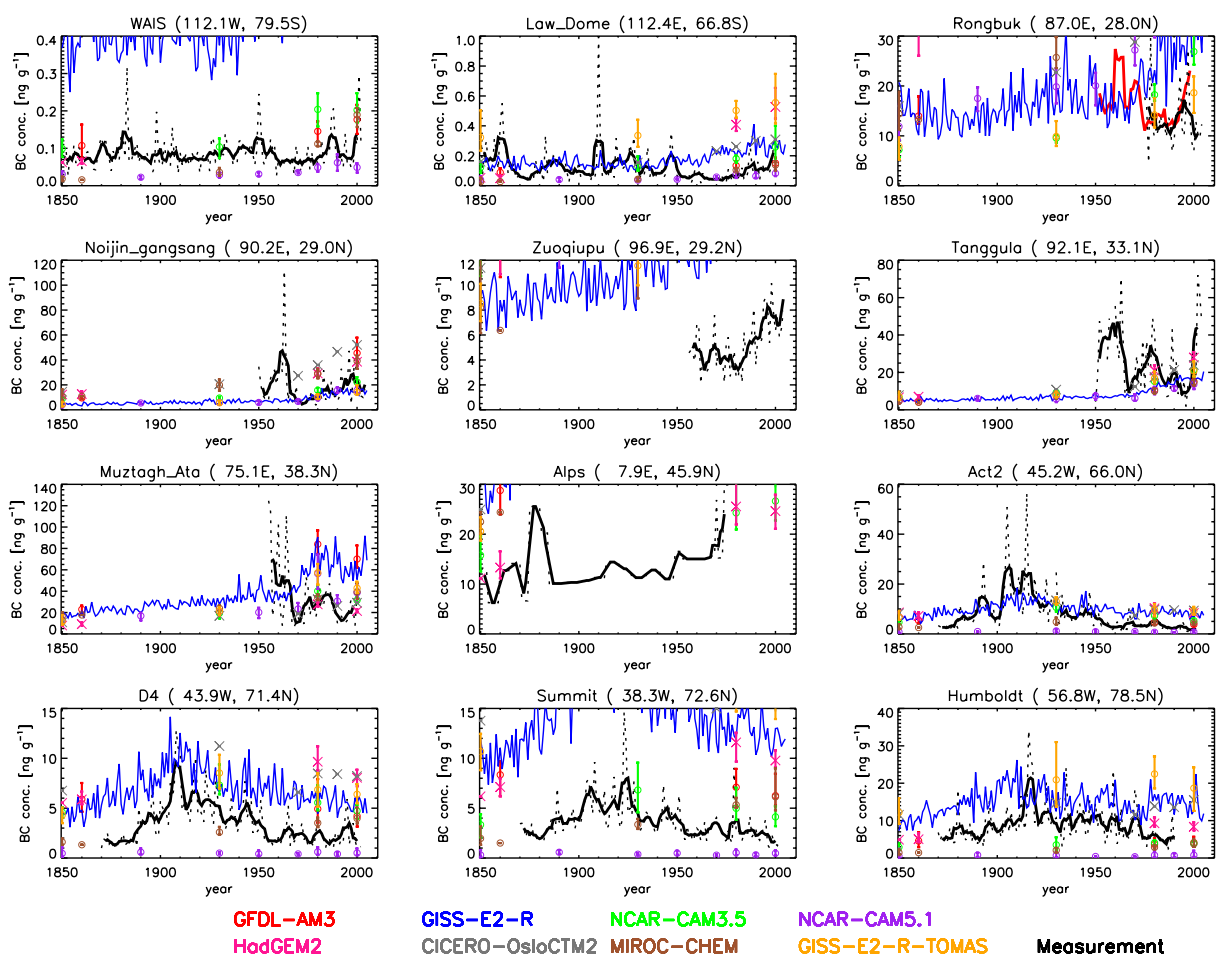 WAIS (112.1W, 79.5S)
BC conc. [ng g⁻¹]
0.4
0.3
0.2
0.1
0.0
1850 1900 1950 2000
year
Law_Dome (112.4E, 66.8S)
BC conc. [ng g⁻¹]
1.0
0.8
0.6
0.4
0.2
0.0
1850 1900 1950 2000
year
Rongbuk ( 87.0E, 28.0N)
BC conc. [ng g⁻¹]
30
20
10
0
1850 1900 1950 2000
year
Noijin_gangsang ( 90.2E, 29.0N)
BC conc. [ng g⁻¹]
120
100
80
60
40
20
0
1850 1900 1950 2000
year
Zuoqiupu ( 96.9E, 29.2N)
BC conc. [ng g⁻¹]
12
10
8
6
4
2
0
1850 1900 1950 2000
year
Tanggula ( 92.1E, 33.1N)
BC conc. [ng g⁻¹]
80
60
40
20
0
1850 1900 1950 2000
year
Muztagh_Ata ( 75.1E, 38.3N)
BC conc. [ng g⁻¹]
140
120
100
80
60
40
20
0
1850 1900 1950 2000
year
Alps ( 7.9E, 45.9N)
BC conc. [ng g⁻¹]
30
20
10
0
1850 1900 1950 2000
year
Act2 ( 45.2W, 66.0N)
BC conc. [ng g⁻¹]
60
40
20
0
1850 1900 1950 2000
year
D4 ( 43.9W, 71.4N)
BC conc. [ng g⁻¹]
15
10
5
0
1850 1900 1950 2000
year
Summit ( 38.3W, 72.6N)
BC conc. [ng g⁻¹]
15
10
5
0
1850 1900 1950 2000
year
Humboldt ( 56.8W, 78.5N)
BC conc. [ng g⁻¹]
40
30
20
10
0
1850 1900 1950 2000
year
GFDL-AM3 GISS-E2-R NCAR-CAM3.5 NCAR-CAM5.1
HadGEM2 CICERO-OsloCTM2 MIROC-CHEM GISS-E2-R-TOMAS Measurement